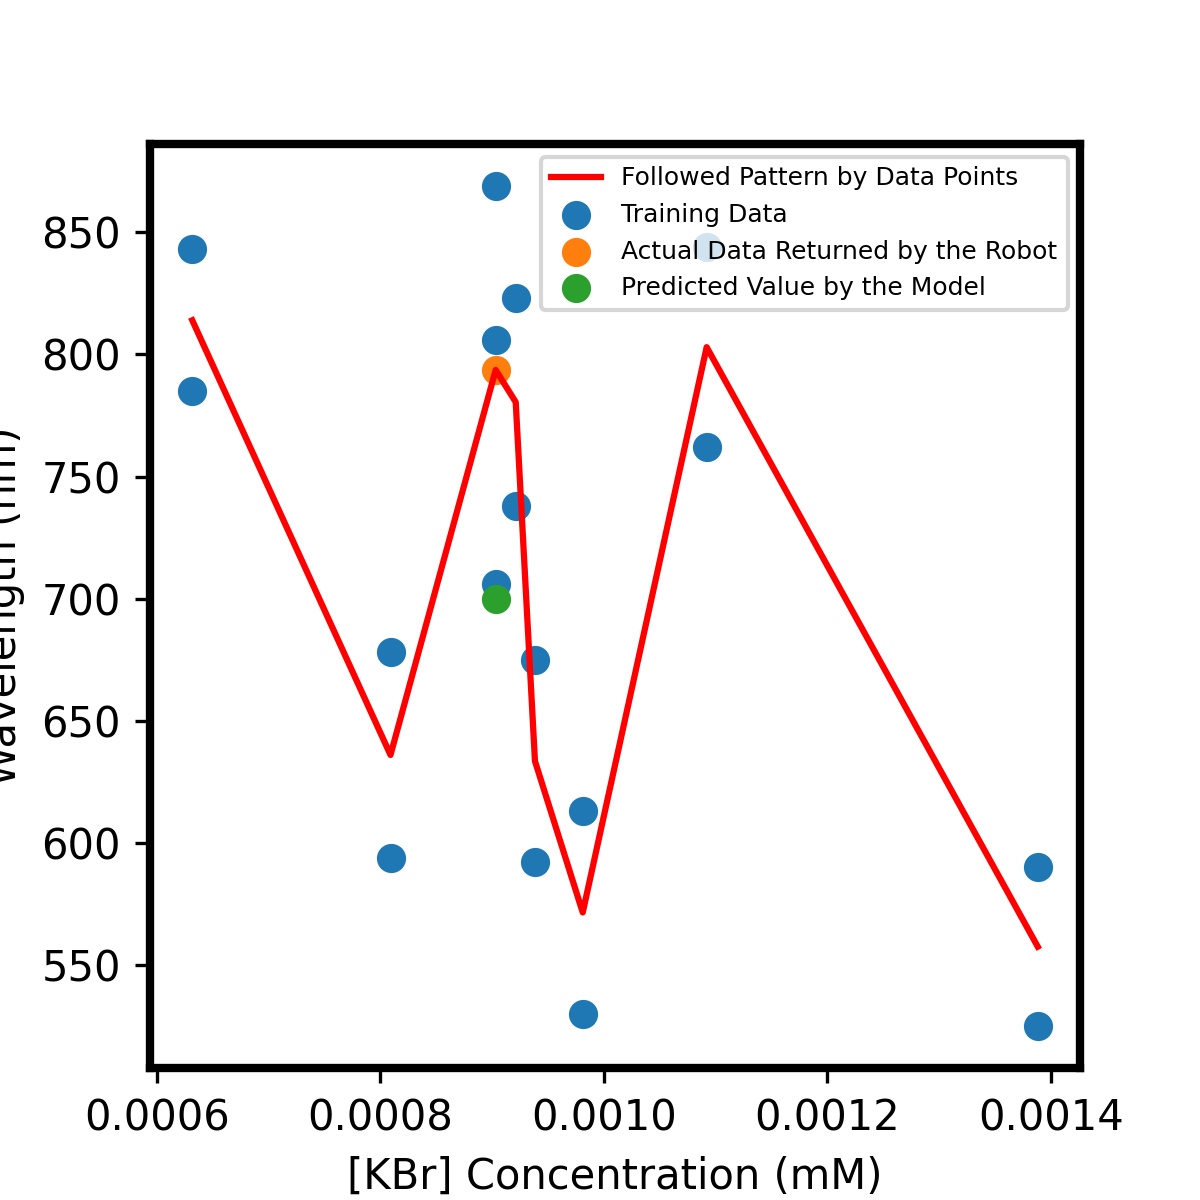 Followed Pattern by Data Points
Training Data
Actual Data Returned by the Robot
Predicted Value by the Model
850
800
750
700
650
600
550
Wavelength (nm)
0.0006
0.0008
0.0010
0.0012
0.0014
[KBr] Concentration (mM)